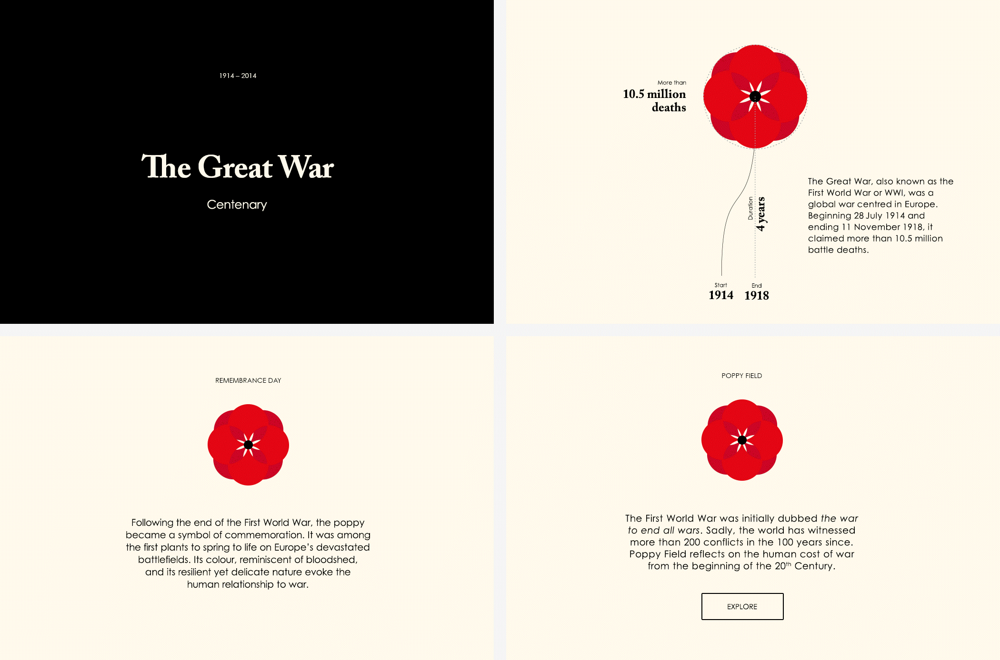 1914 – 2014
The Great War
Centenary
More than
10.5 million
deaths
Duration
4 years
The Great War, also known as the
First World War or WWI, was a
global war centred in Europe.
Beginning 28 July 1914 and
ending 11 November 1918, it
claimed more than 10.5 million
battle deaths.
Start
1914
End
1918
REMEMBRANCE DAY
Following the end of the First World War, the poppy
became a symbol of commemoration. It was among
the first plants to spring to life on Europe’s devastated
battlefields. Its colour, reminiscent of bloodshed,
and its resilient yet delicate nature evoke the
human relationship to war.
POPPY FIELD
The First World War was initially dubbed the war
to end all wars. Sadly, the world has witnessed
more than 200 conflicts in the 100 years since.
Poppy Field reflects on the human cost of war
from the beginning of the 20th Century.
EXPLORE